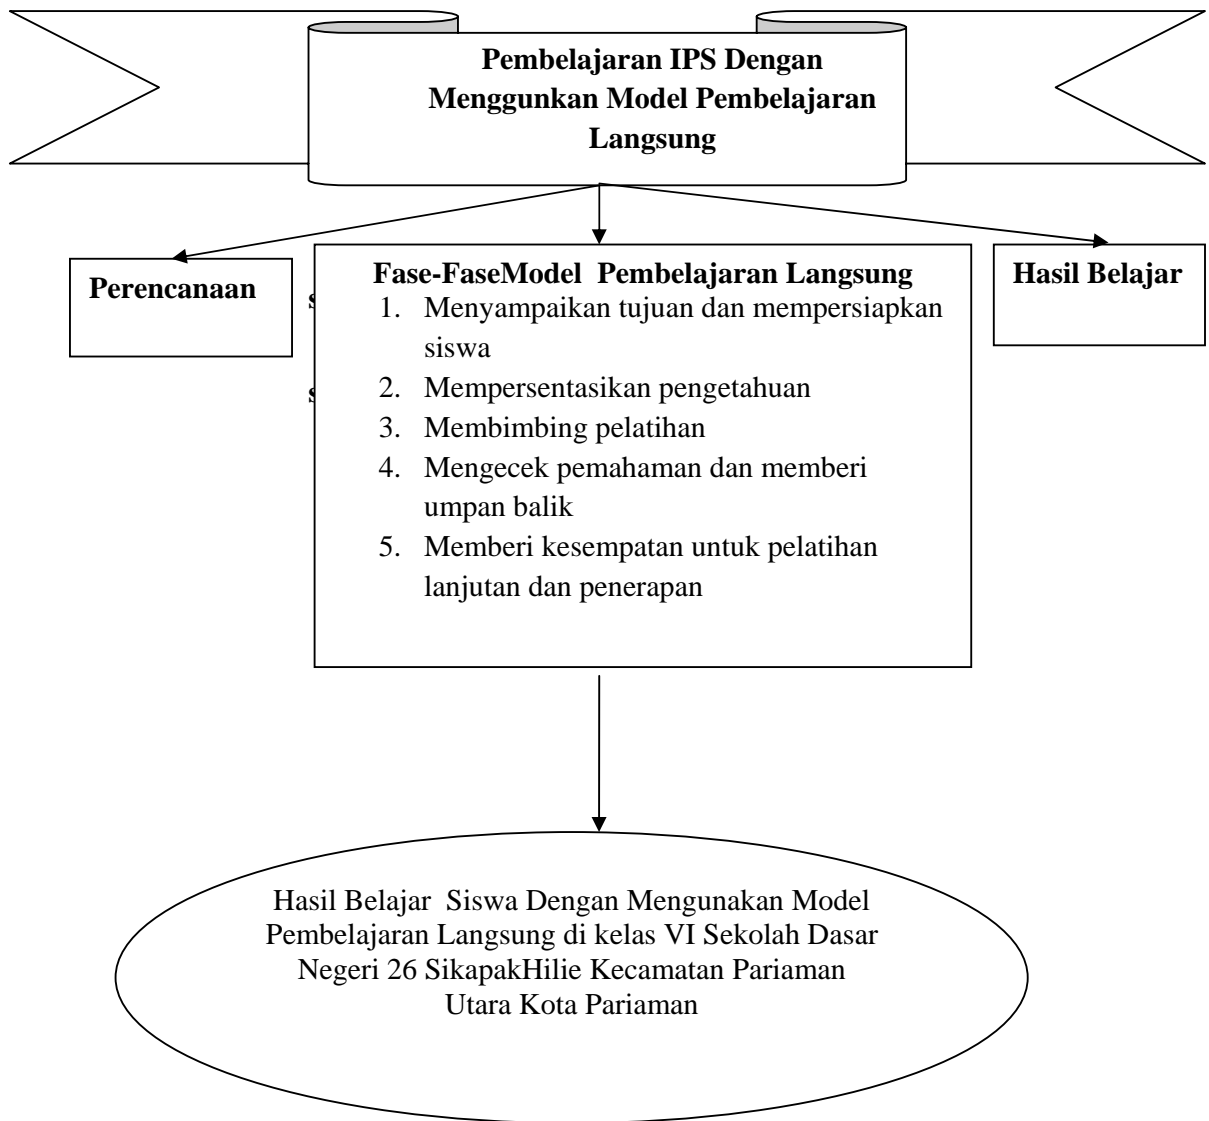 Pembelajaran IPS Dengan
Menggunkan Model Pembelajaran
Langsung
Perencanaan
s
s
Fase-FaseModel Pembelajaran Langsung
1. Menyampaikan tujuan dan mempersiapkan
siswa
2. Mempersentasikan pengetahuan
3. Membimbing pelatihan
4. Mengecek pemahaman dan memberi
umpan balik
5. Memberi kesempatan untuk pelatihan
lanjutan dan penerapan
Hasil Belajar
Hasil Belajar Siswa Dengan Mengunakan Model
Pembelajaran Langsung di kelas VI Sekolah Dasar
Negeri 26 SikapakHilie Kecamatan Pariaman
Utara Kota Pariaman